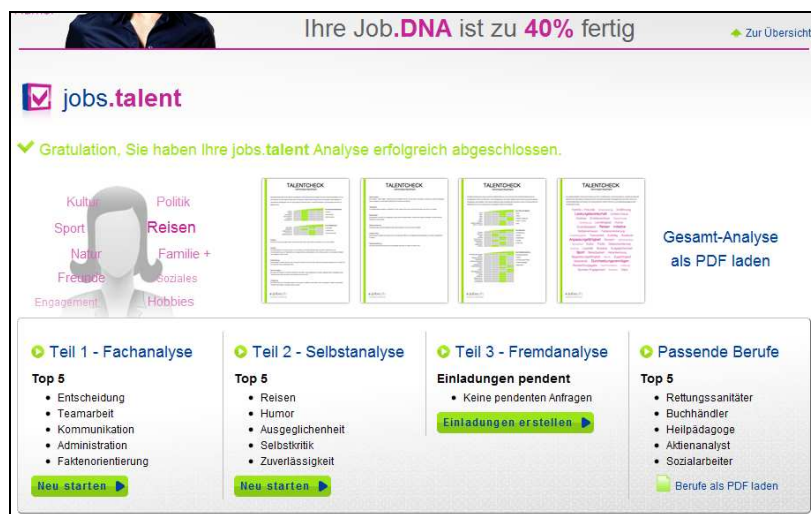 Ihre Job.DNA ist zu 40% fertig
Zur Übersicht
jobs.talent
Gratulation, Sie haben Ihre jobs.talent Analyse erfolgreich abgeschlossen.
Kultur Politik
Sport Reisen
Natur Familie +
Freunde Soziales
Engagement Hobbies
TALENTCHECK
TALENTCHECK
TALENTCHECK
TALENTCHECK
Gesamt-Analyse
als PDF laden
Teil 1 - Fachanalyse
Top 5
Entscheidung
Teamarbeit
Kommunikation
Administration
Faktenorientierung
Neu starten
Teil 2 - Selbstanalyse
Top 5
Reisen
Humor
Ausgeglichenheit
Selbstkritik
Zuverlässigkeit
Neu starten
Teil 3 - Fremdanalyse
Einladungen pendent
Keine pendenten Anfragen
Einladungen erstellen
Passende Berufe
Top 5
Rettungssanitäter
Buchhändler
Heilpädagoge
Aktienanalyst
Sozialarbeiter
Berufe als PDF laden